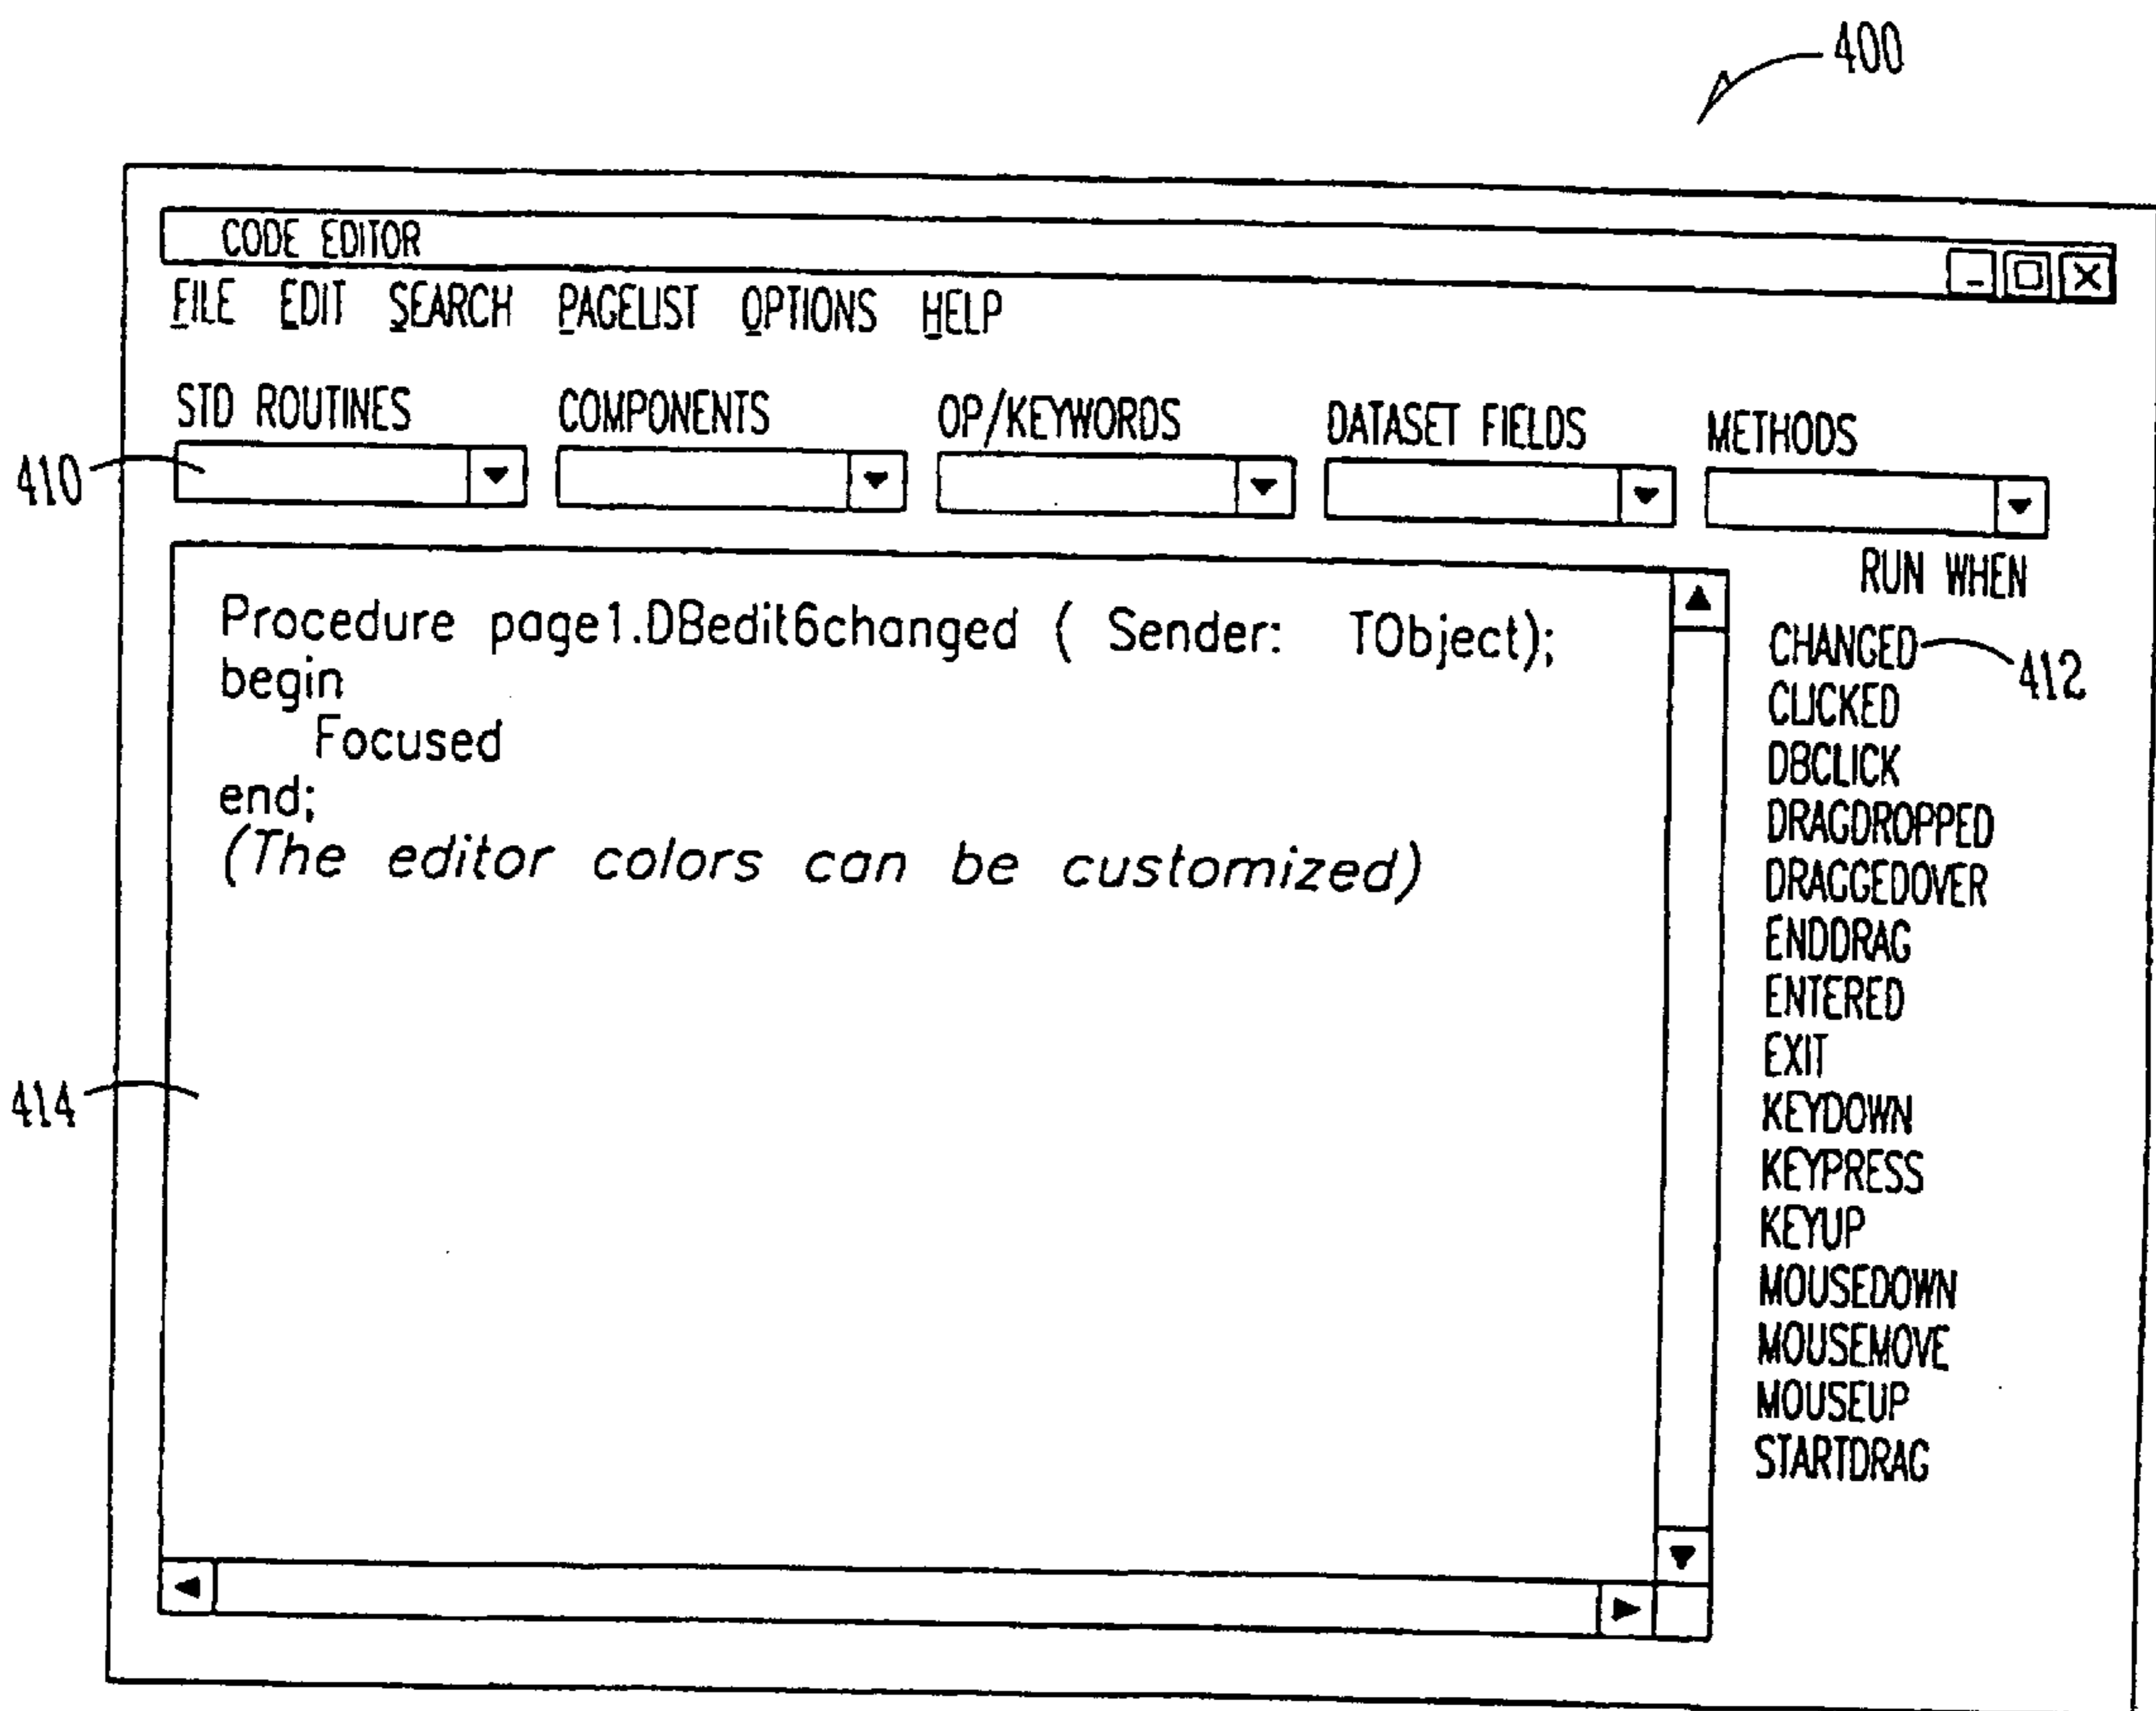 400
CODE EDITOR
FILE EDIT SEARCH PAGELIST OPTIONS HELP
STD ROUTINES COMPONENTS OP/KEYWORDS DATASET FIELDS METHODS
410
RUN WHEN
Procedure page1.DBedit6changed ( Sender: TObject);
begin
Focused
end;
(The editor colors can be customized)
414
CHANGED 412
CLICKED
DBCLICK
DRAGDROPPED
DRAGGEDOVER
ENDDRAG
ENTERED
EXIT
KEYDOWN
KEYPRESS
KEYUP
MOUSEDOWN
MOUSEMOVE
MOUSEUP
STARTDRAG